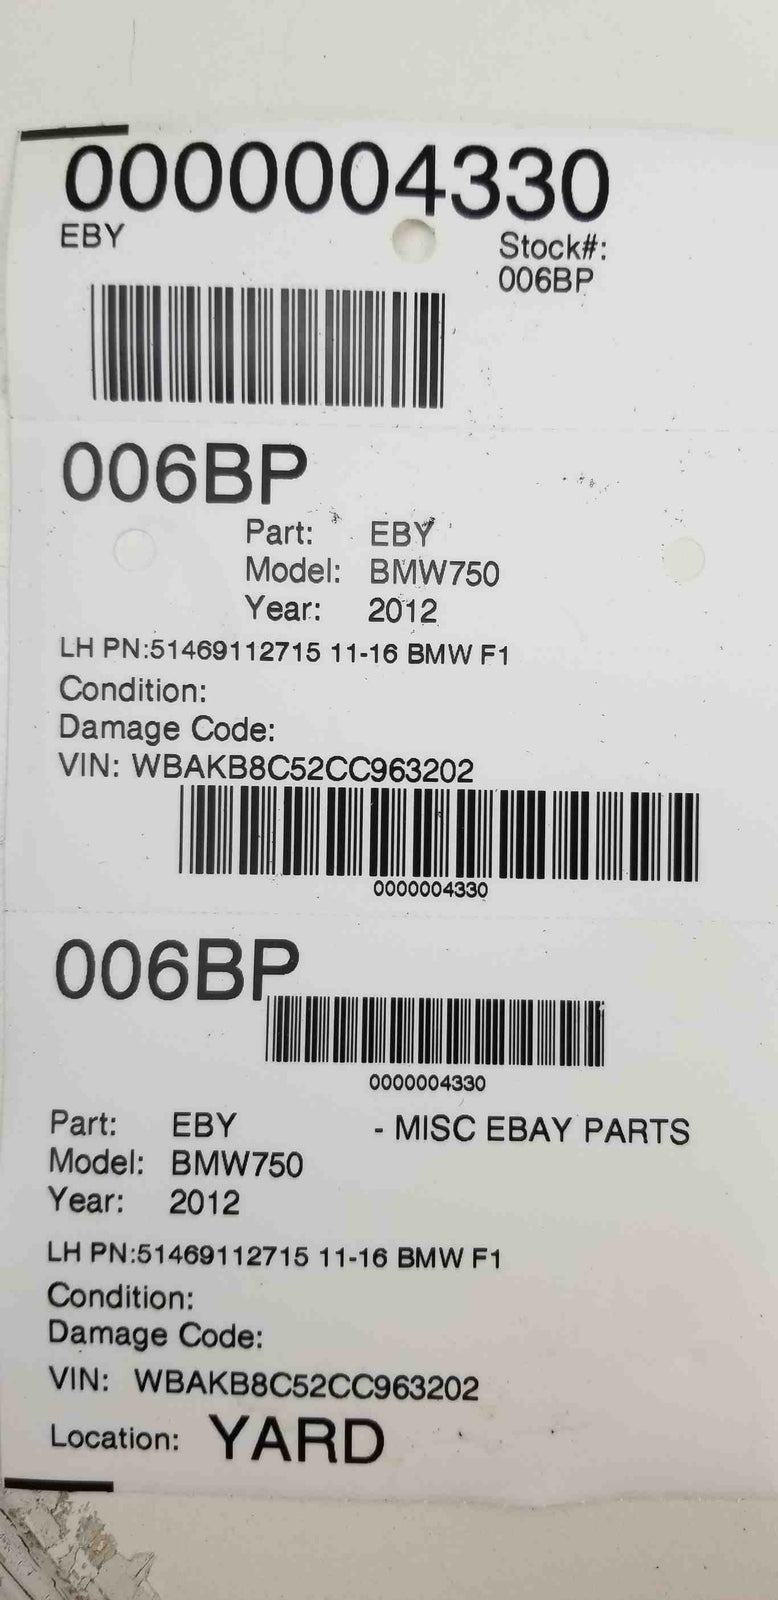 0000004330
EBY
Stock#:
006BP
006BP
Part: EBY
Model: BMW750
Year: 2012
LH PN:51469112715 11-16 BMW F1
Condition:
Damage Code:
VIN: WBAKB8C52CC963202
0000004330
006BP
0000004330
Part: EBY - MISC EBAY PARTS
Model: BMW750
Year: 2012
LH PN:51469112715 11-16 BMW F1
Condition:
Damage Code:
VIN: WBAKB8C52CC963202
Location: YARD